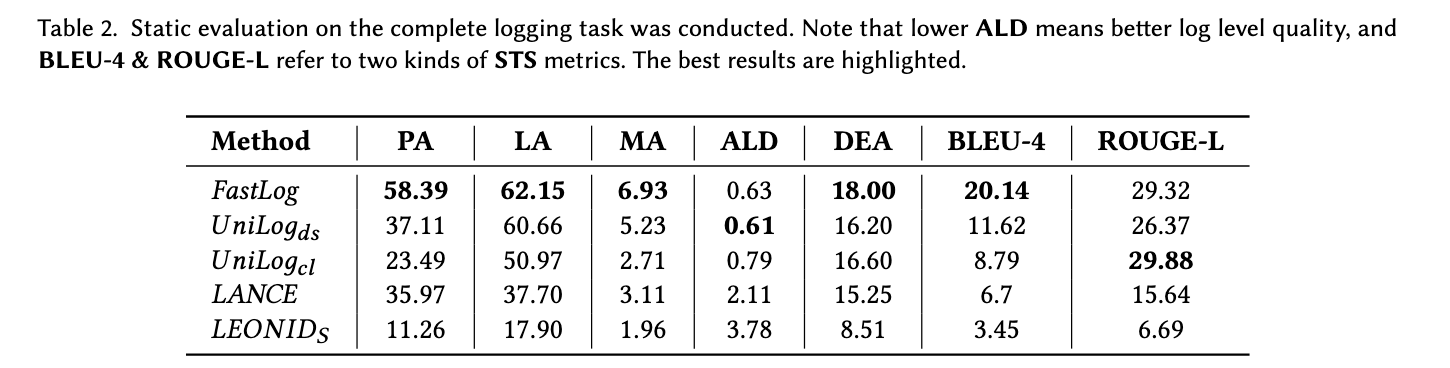 Table 2. Static evaluation on the complete logging task was conducted. Note that lower ALD means better log level quality, and
BLEU-4 & ROUGE-L refer to two kinds of STS metrics. The best results are highlighted.
Method PA LA MA ALD DEA BLEU-4 ROUGE-L
FastLog 58.39 62.15 6.93 0.63 18.00 20.14 29.32
UniLogds 37.11 60.66 5.23 0.61 16.20 11.62 26.37
UniLogcl 23.49 50.97 2.71 0.79 16.60 8.79 29.88
LANCE 35.97 37.70 3.11 2.11 15.25 6.7 15.64
LEONIDS 11.26 17.90 1.96 3.78 8.51 3.45 6.69